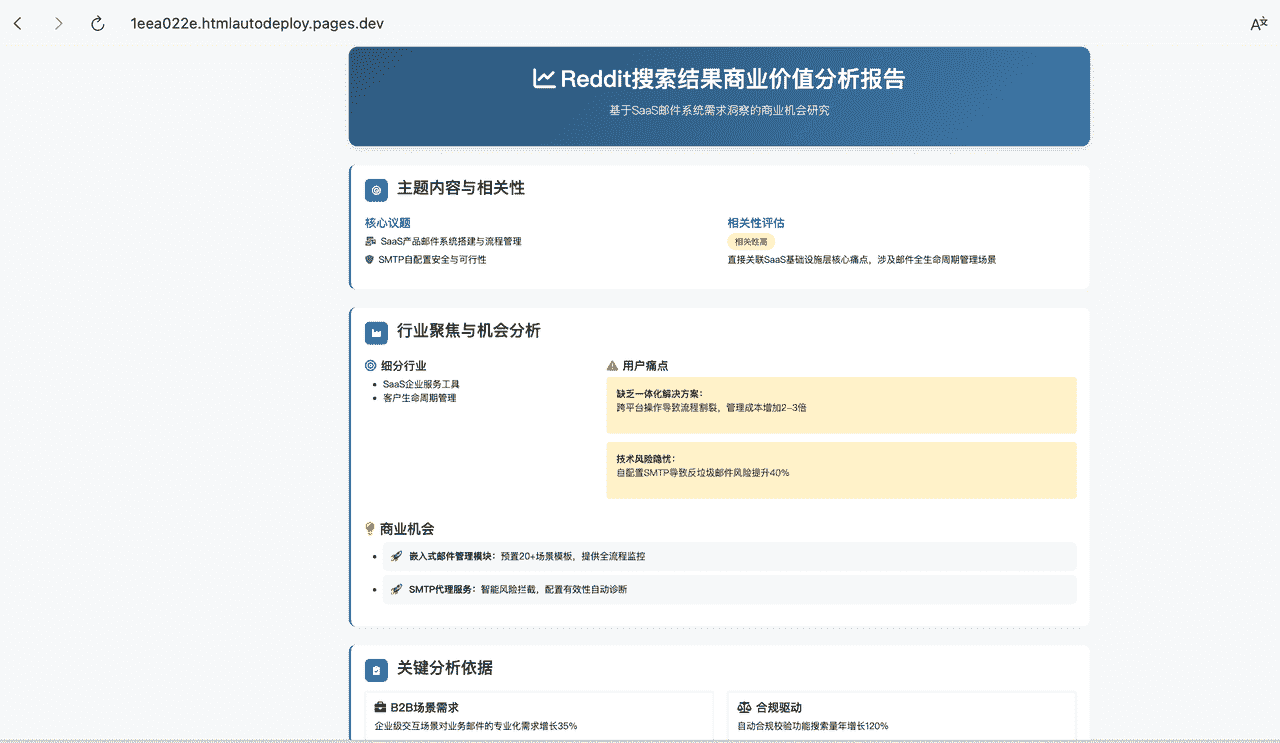 1eea022e.htmlautodeploy.pages.dev
Reddit搜索结果商业价值分析报告
基于SaaS邮件系统需求洞察的商业机会研究
主题内容与相关性
核心议题
SaaS产品邮件系统搭建与流程管理
SMTP自配置安全与可行性
相关性评估
相关性高
直接关联SaaS基础设施层核心痛点，涉及邮件全生命周期管理场景
行业聚焦与机会分析
细分行业
SaaS企业服务工具
客户生命周期管理
用户痛点
缺乏一体化解决方案：
跨平台操作导致流程割裂，管理成本增加2-3倍
技术风险隐忧：
自配置SMTP导致反垃圾邮件风险提升40%
商业机会
嵌入式邮件管理模块：预置20+场景模板，提供全流程监控
SMTP代理服务：智能风险拦截，配置有效性自动诊断
关键分析依据
B2B场景需求
企业级交互场景对业务邮件的专业化需求增长35%
合规驱动
自动合规校验功能搜索量年增长120%